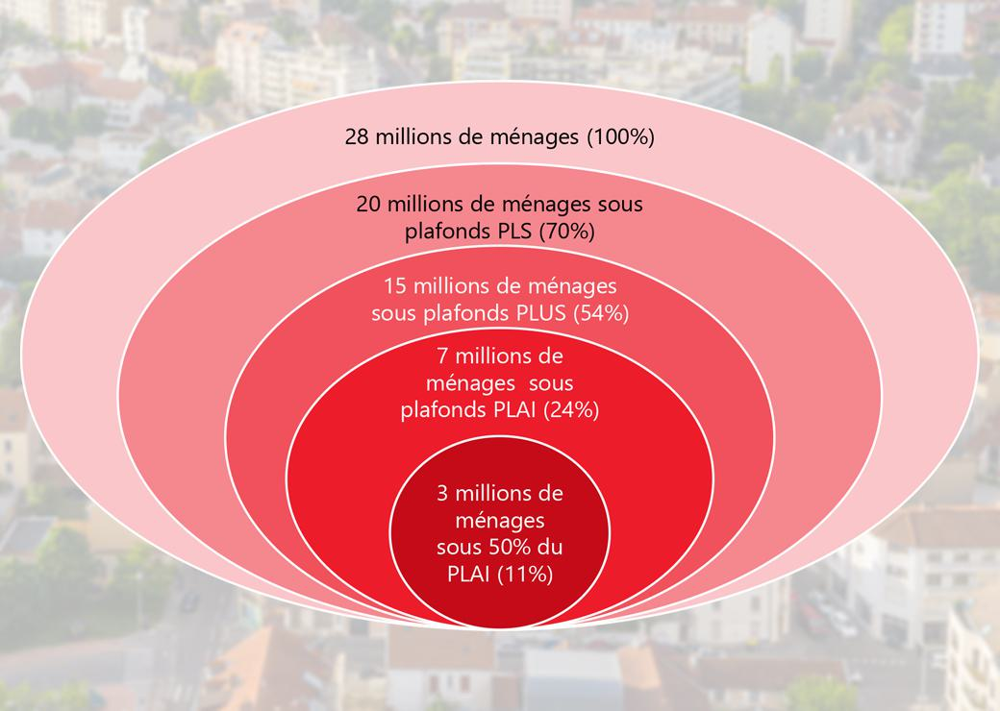 28 millions de ménages (100%)
20 millions de ménages sous
plafonds PLS (70%)
15 millions de ménages
sous plafonds PLUS (54%)
7 millions de
ménages  sous
plafonds PLAI (24%)
3 millions de
ménages
sous 50% du
PLAI (11%)